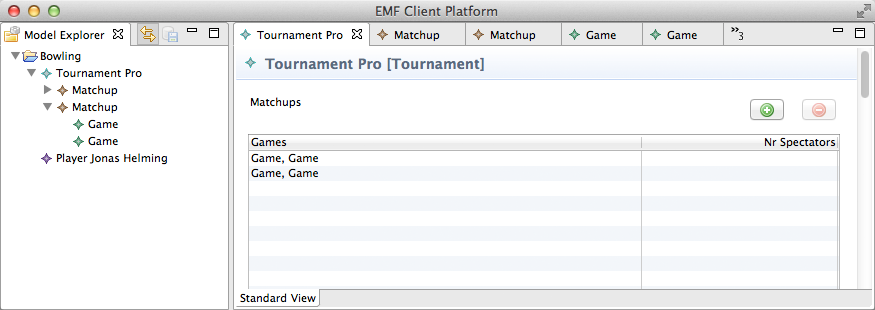 EMF Client Platform
Model Explorer
Bowling
Tournament Pro
Matchup
Matchup
Game
Game
Player Jonas Helming
Tournament Pro Matchup Matchup Game Game »3
Tournament Pro [Tournament]
Matchups
Games Nr Spectators
Game, Game
Game, Game
Standard View